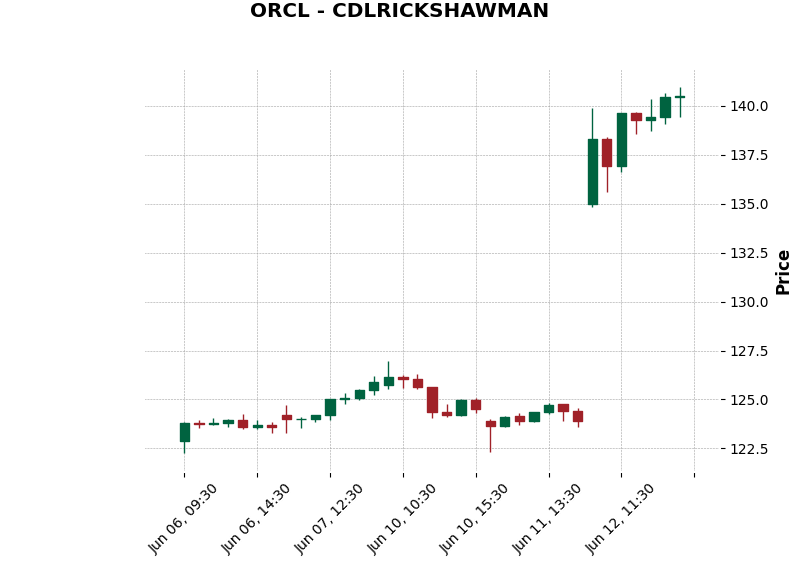 ORCL - CDLRICKSHAWMAN
140.0
137.5
135.0
132.5
130.0
127.5
125.0
122.5
Price
Jun 06, 09:30
Jun 06, 14:30
Jun 07, 12:30
Jun 10, 10:30
Jun 10, 15:30
Jun 11, 13:30
Jun 12, 11:30